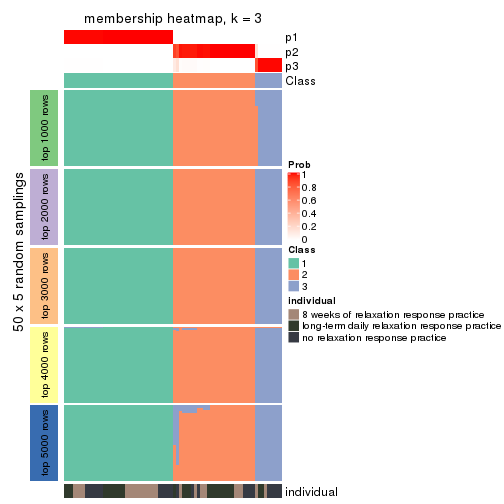 membership heatmap, k = 3
p1
p2
p3
Class
50 x 5 random samplings
top 1000 rows
top 2000 rows
top 3000 rows
top 4000 rows
top 5000 rows
Prob
1
0.8
0.6
0.4
0.2
0
Class
1
2
3
individual
8 weeks of relaxation response practice
long-term daily relaxation response practice
no relaxation response practice
individual